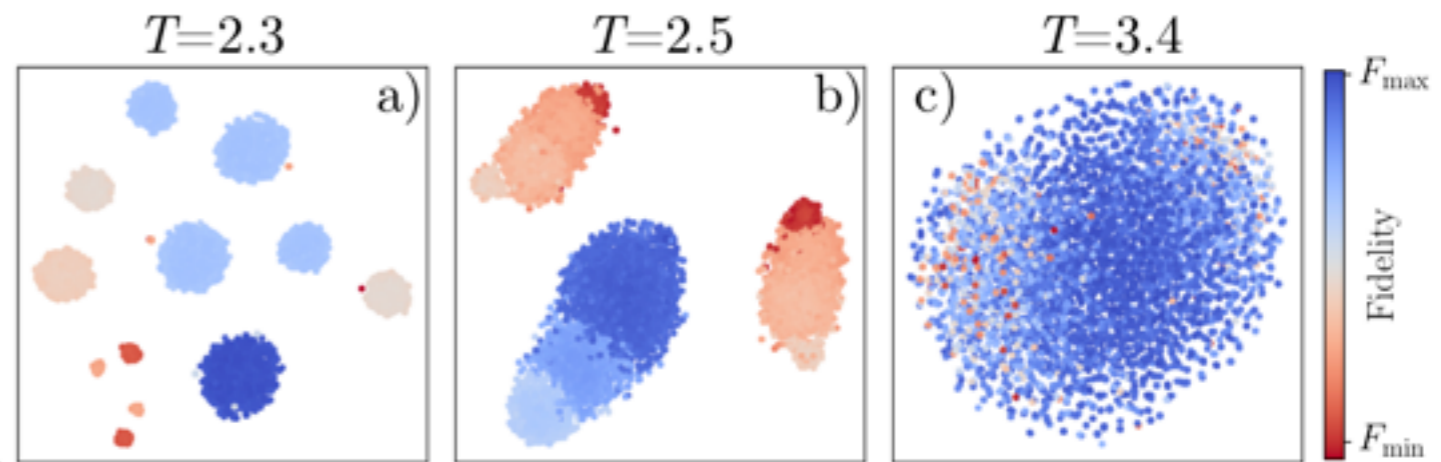 T=2.3
T=2.5
T=3.4
a)
b)
c)
F_max
Fidelity
F_min